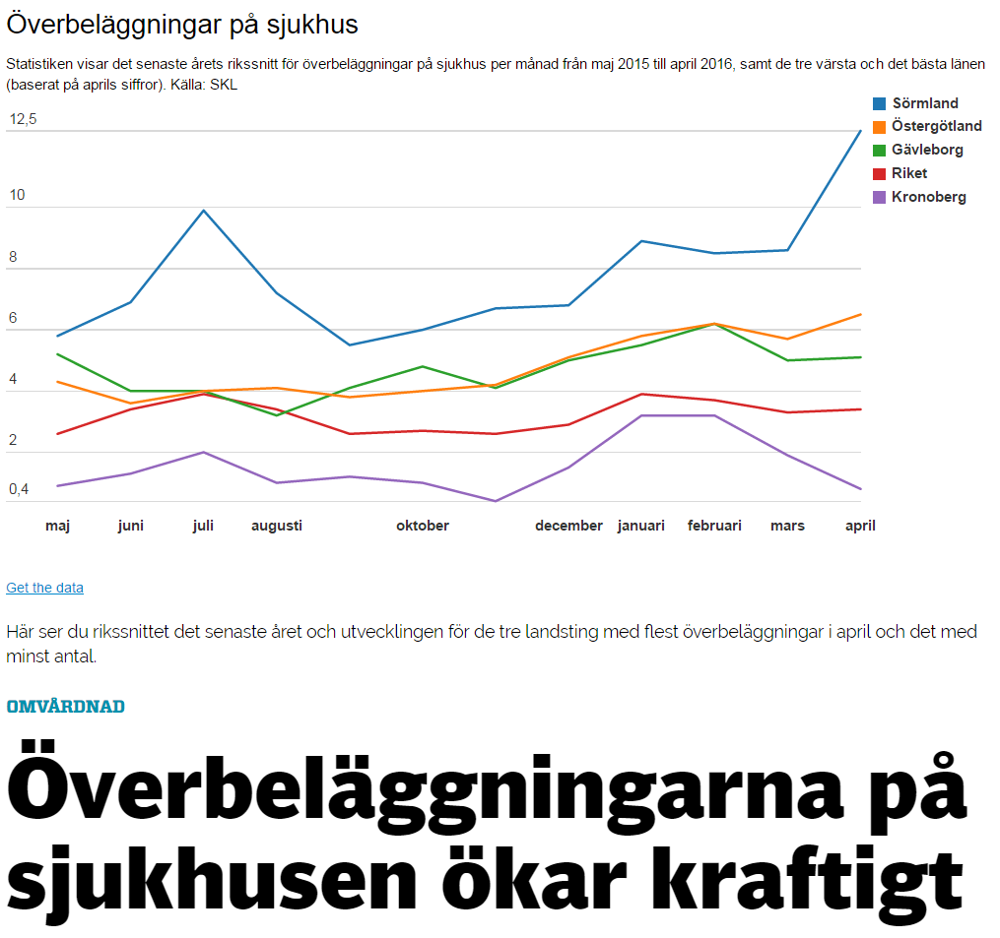 Överbeläggningar på sjukhus
Statistiken visar det senaste årets rikssnitt för överbeläggningar på sjukhus per månad från maj 2015 till april 2016, samt de tre värsta och det bästa länen
(baserat på aprils siffror). Källa: SKL
Sörmland
Östergötland
Gävleborg
Riket
Kronoberg
12,5
10
8
6
4
2
0,4
maj juni juli augusti oktober december januari februari mars april
Get the data
Här ser du rikssnittet det senaste året och utvecklingen för de tre landsting med flest överbeläggningar i april och det med
minst antal.
OMVÅRDNAD
Överbeläggningarna på
sjukhusen ökar kraftigt